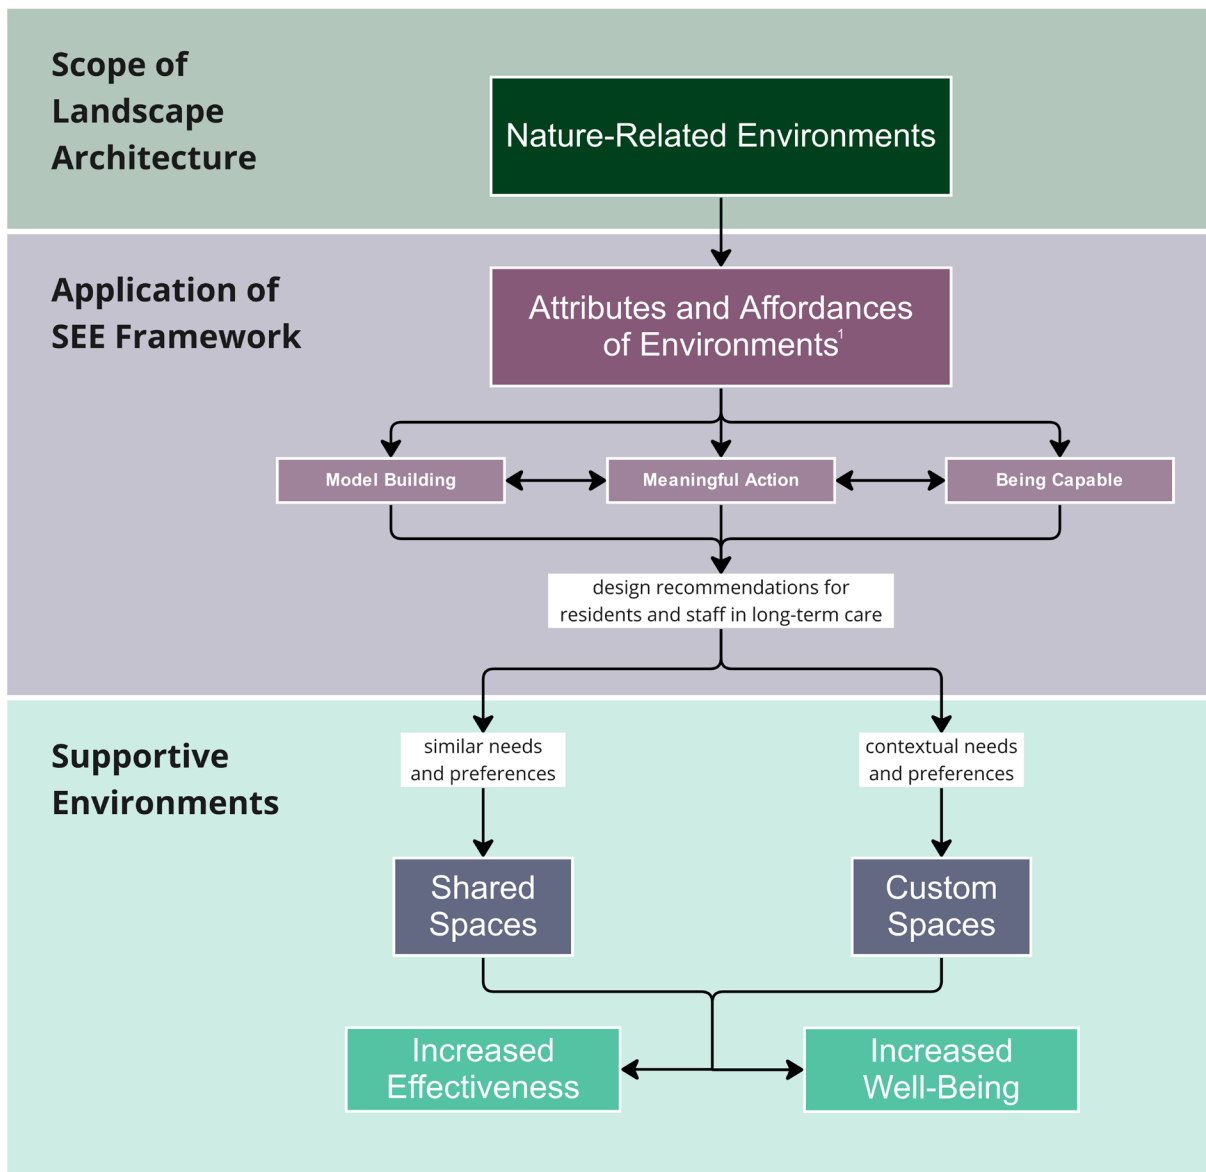 Scope of
Landscape
Architecture
Nature-Related Environments
Application of
SEE Framework
Attributes and Affordances
of Environments¹
Model Building
Meaningful Action
Being Capable
design recommendations for
residents and staff in long-term care
Supportive
Environments
similar needs
and preferences
contextual needs
and preferences
Shared
Spaces
Custom
Spaces
Increased
Effectiveness
Increased
Well-Being